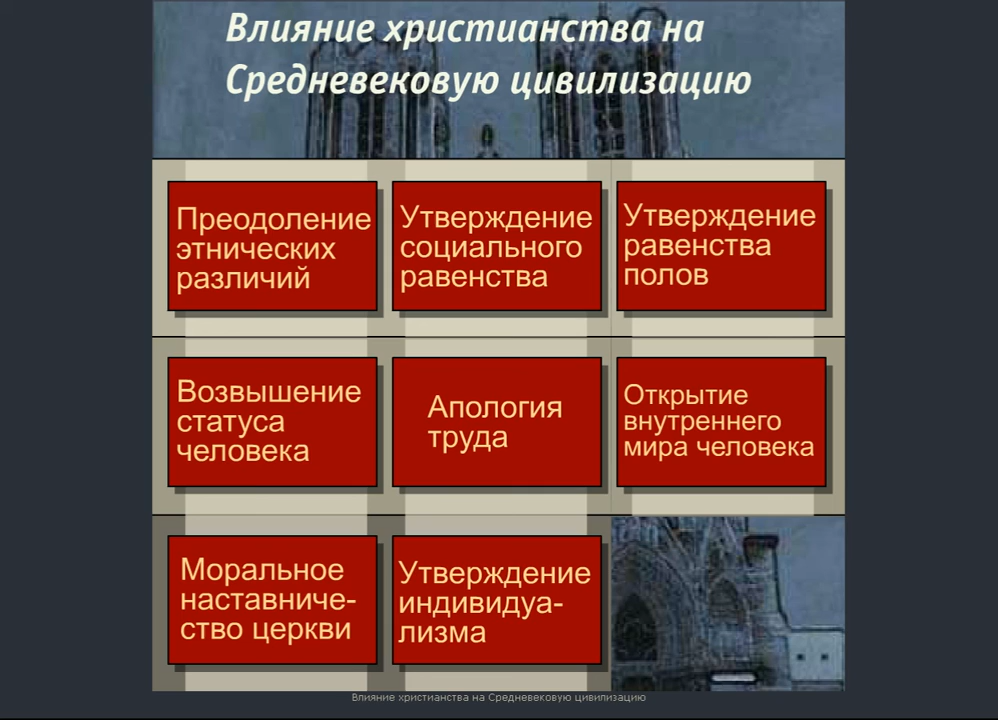 Влияние христианства на
Средневековую цивилизацию
Преодоление
этнических
различий
Утверждение
социального
равенства
Утверждение
равенства
полов
Возвышение
статуса
человека
Апология
труда
Открытие
внутреннего
мира человека
Моральное
наставниче-
ство церкви
Утверждение
индивидуа-
лизма
Влияние христианства на Средневековую цивилизацию